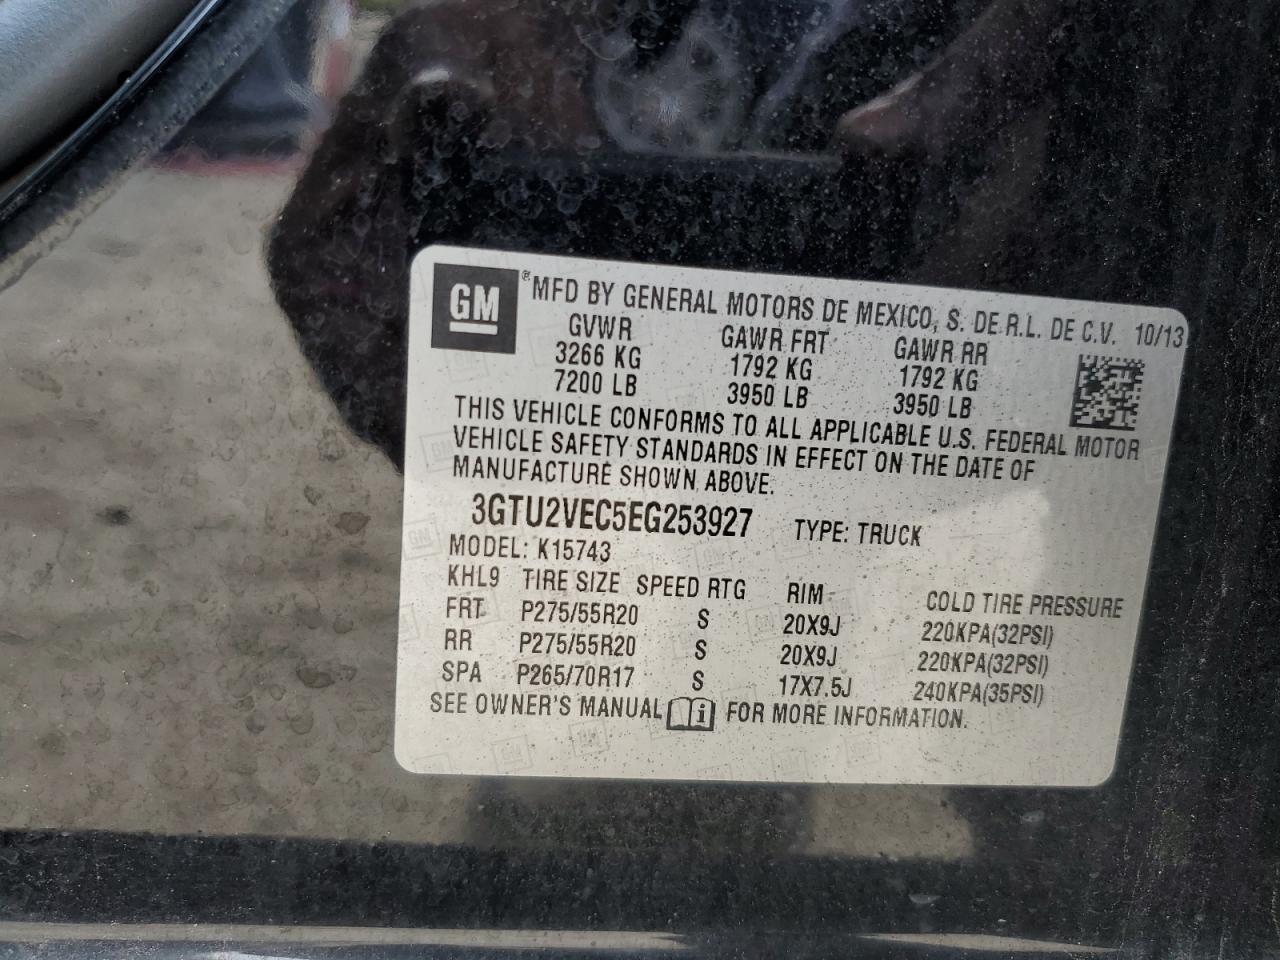 GM ® MFD BY GENERAL MOTORS DE MEXICO, S. DE R.L. DE C.V. 10/13
GVWR GAWR FRT GAWR RR
3266 KG 1792 KG 1792 KG
7200 LB 3950 LB 3950 LB
THIS VEHICLE CONFORMS TO ALL APPLICABLE U.S. FEDERAL MOTOR
VEHICLE SAFETY STANDARDS IN EFFECT ON THE DATE OF
MANUFACTURE SHOWN ABOVE.
3GTU2VEC5EG253927 TYPE: TRUCK
MODEL: K15743
KHL9 TIRE SIZE SPEED RTG RIM COLD TIRE PRESSURE
FRT P275/55R20 S 20X9J 220KPA(32PSI)
RR P275/55R20 S 20X9J 220KPA(32PSI)
SPA P265/70R17 S 17X7.5J 240KPA(35PSI)
SEE OWNER'S MANUAL i FOR MORE INFORMATION.